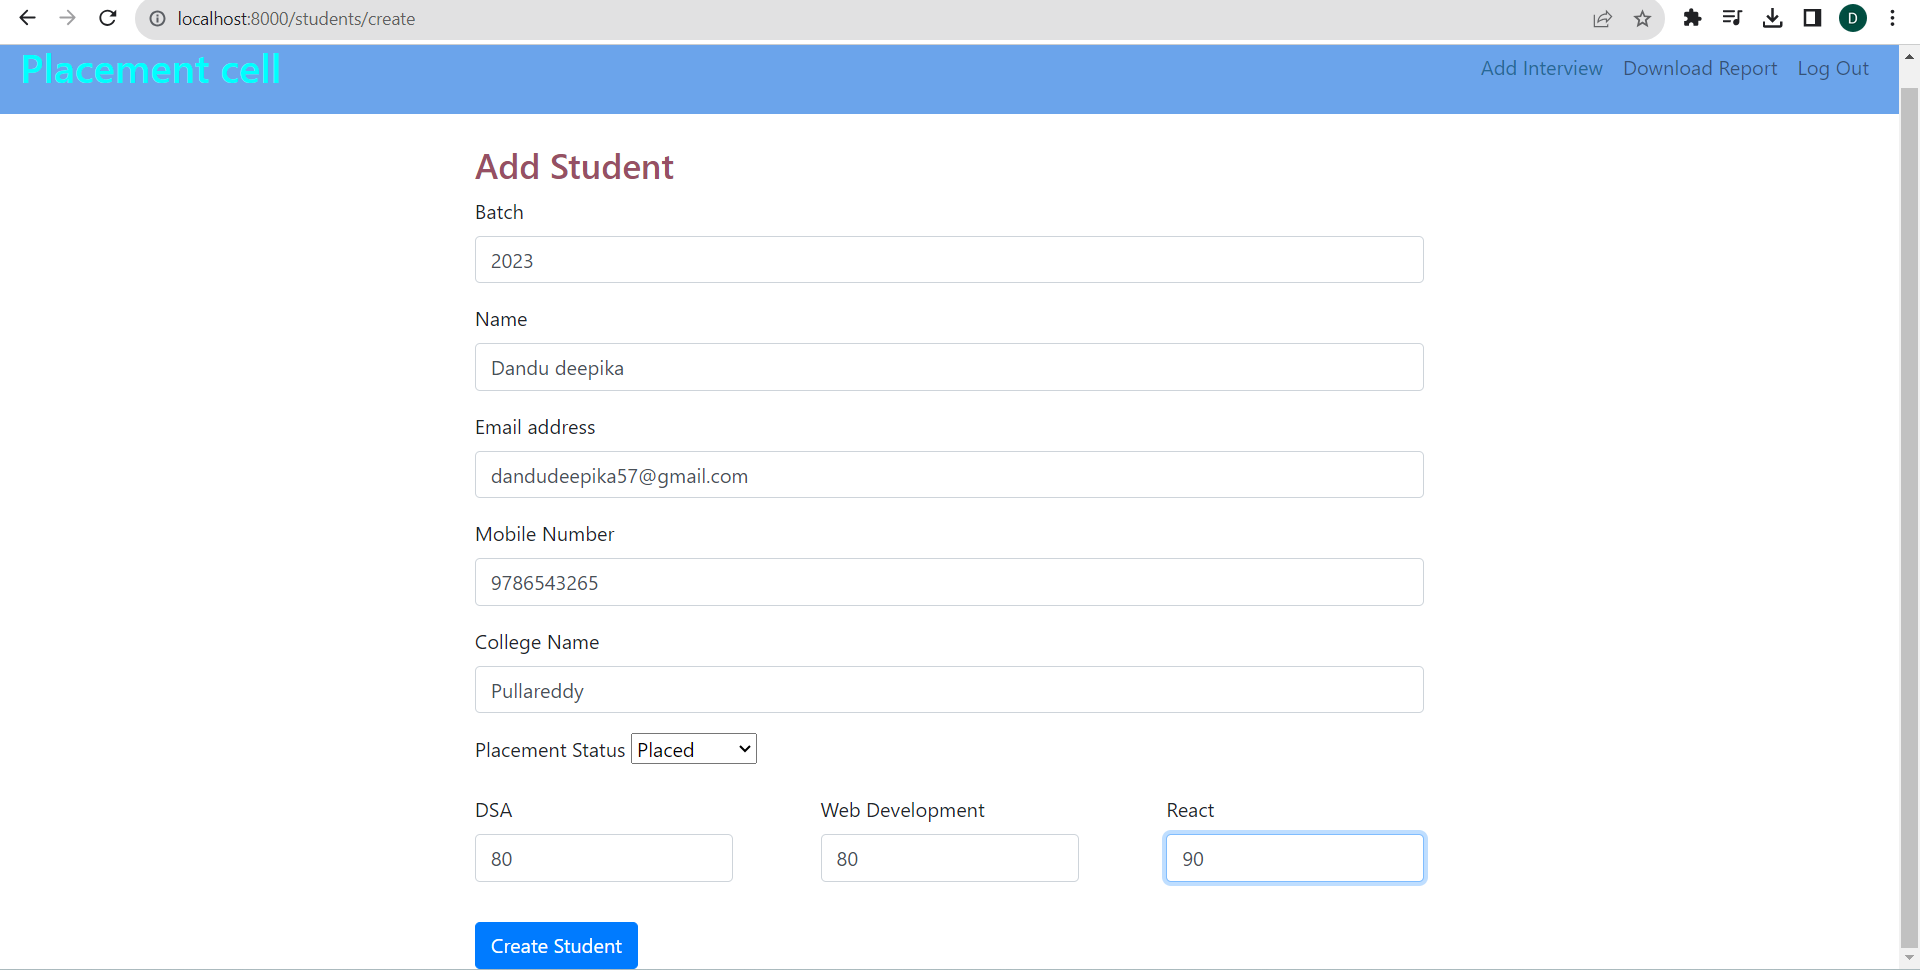 localhost:8000/students/create
D
Placement cell
Add Interview Download Report Log Out
Add Student
Batch
2023
Name
Dandu deepika
Email address
dandudeepika57@gmail.com
Mobile Number
9786543265
College Name
Pullareddy
Placement Status Placed
DSA Web Development React
80 80 90
Create Student